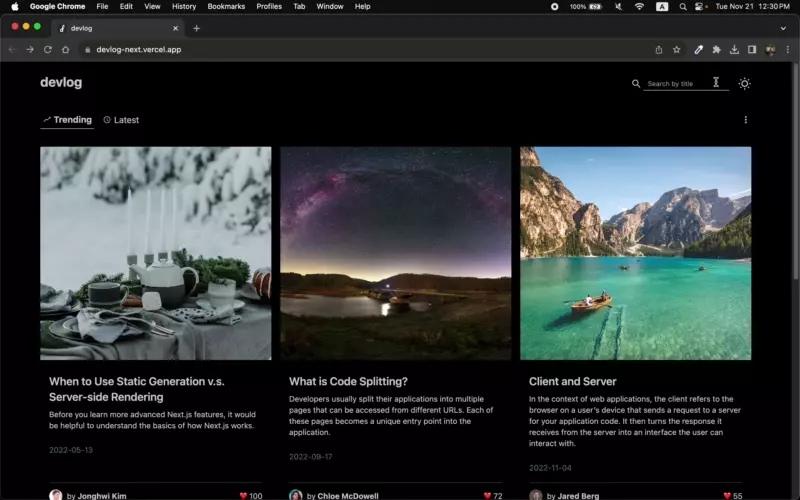 Google Chrome File Edit View History Bookmarks Profiles Tab Window Help 100% A Tue Nov 21 12:30 PM
devlog
devlog-next.vercel.app
devlog
Search by title
Trending Latest
When to Use Static Generation v.s.
Server-side Rendering
Before you learn more advanced Next.js features, it would
be helpful to understand the basics of how Next.js works.
2022-05-13
by Jonghwi Kim
100
What is Code Splitting?
Developers usually split their applications into multiple
pages that can be accessed from different URLs. Each of
these pages becomes a unique entry point into the
application.
2022-09-17
by Chloe McDowell
72
Client and Server
In the context of web applications, the client refers to the
browser on a user's device that sends a request to a server
for your application code. It then turns the response it
receives from the server into an interface the user can
interact with.
2022-11-04
by Jared Berg
55